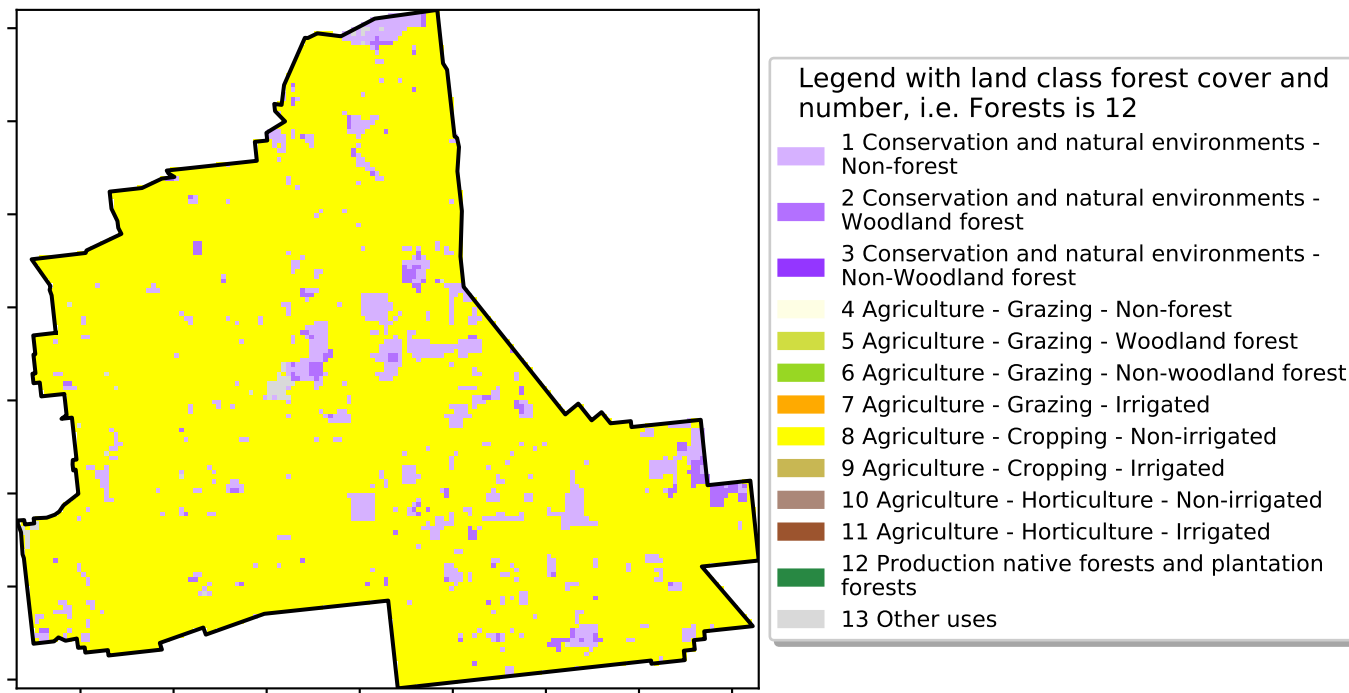 Legend with land class forest cover and
number, i.e. Forests is 12
1 Conservation and natural environments -
Non-forest
2 Conservation and natural environments -
Woodland forest
3 Conservation and natural environments -
Non-Woodland forest
4 Agriculture - Grazing - Non-forest
5 Agriculture - Grazing - Woodland forest
6 Agriculture - Grazing - Non-woodland forest
7 Agriculture - Grazing - Irrigated
8 Agriculture - Cropping - Non-irrigated
9 Agriculture - Cropping - Irrigated
10 Agriculture - Horticulture - Non-irrigated
11 Agriculture - Horticulture - Irrigated
12 Production native forests and plantation
forests
13 Other uses